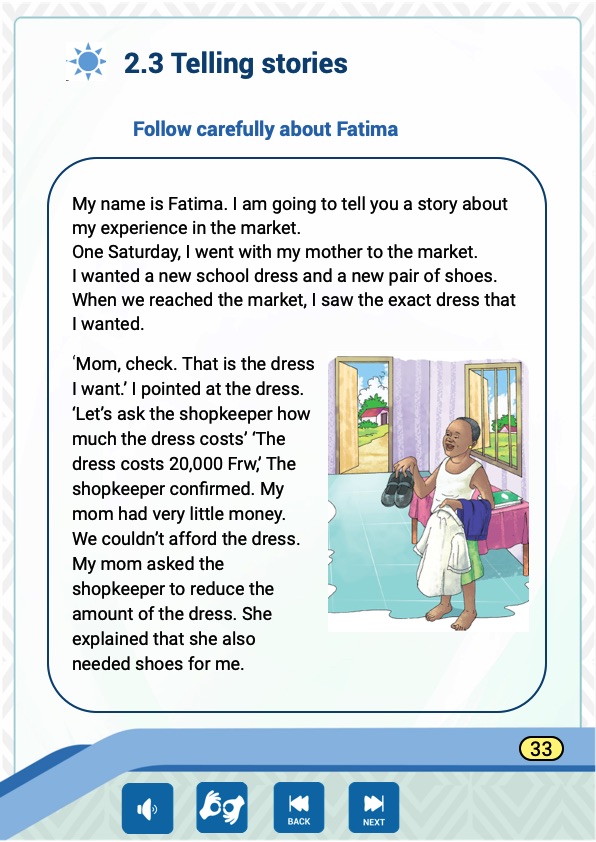 2.3 Telling stories
Follow carefully about Fatima
My name is Fatima. I am going to tell you a story about
my experience in the market.
One Saturday, I went with my mother to the market.
I wanted a new school dress and a new pair of shoes.
When we reached the market, I saw the exact dress that
I wanted.
‘Mom, check. That is the dress
I want.’ I pointed at the dress.
‘Let’s ask the shopkeeper how
much the dress costs’ ‘The
dress costs 20,000 Frw,’ The
shopkeeper confirmed. My
mom had very little money.
We couldn’t afford the dress.
My mom asked the
shopkeeper to reduce the
amount of the dress. She
explained that she also
needed shoes for me.
33
BACK
NEXT